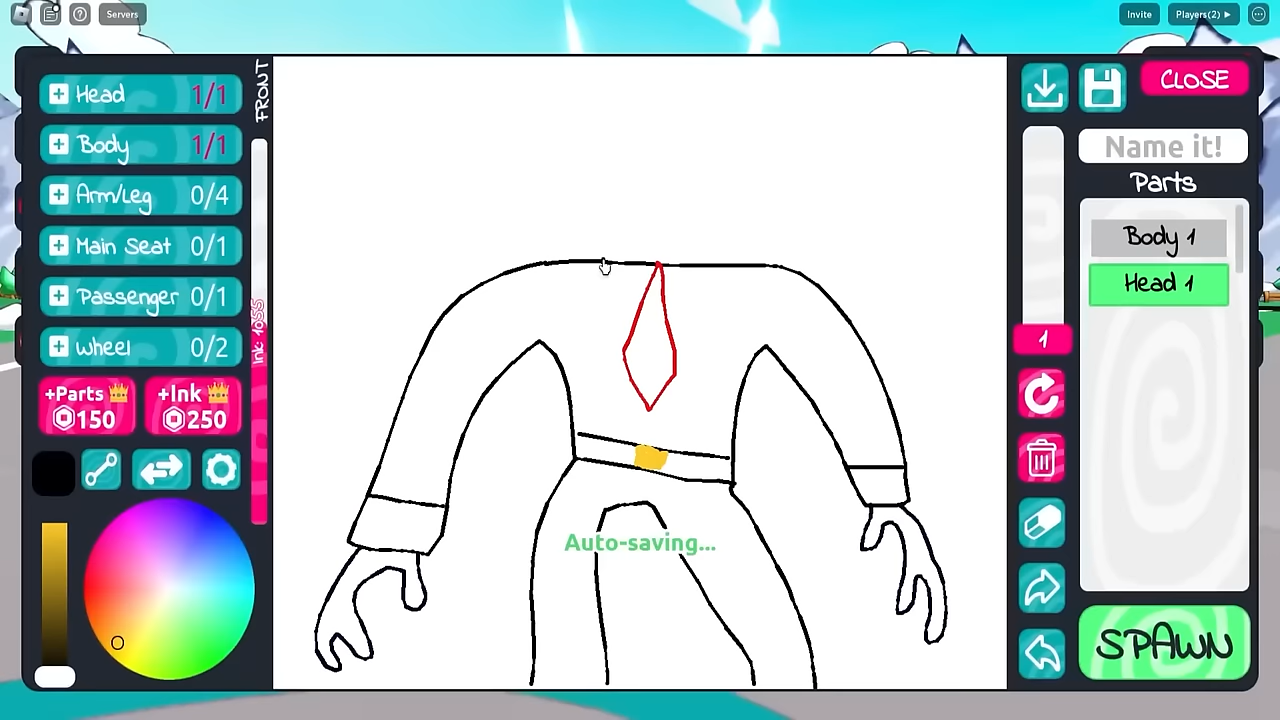 Servers
Invite
Players(2)
Head 1/1
Body 1/1
Arm/Leg 0/4
Main Seat 0/1
Passenger 0/1
Wheel 0/2
+Parts
150
+Ink
250
FRONT
Ink: 1055
Auto-saving...
1
CLOSE
Name it!
Parts
Body 1
Head 1
SPAWN